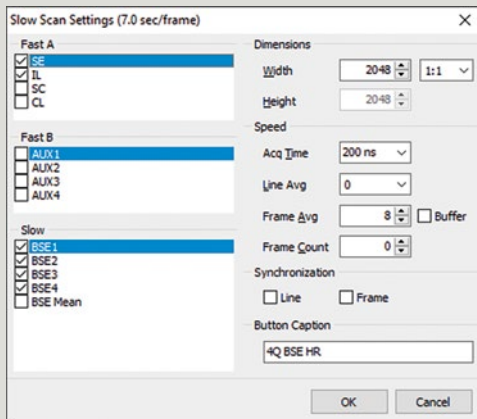 Slow Scan Settings (7.0 sec/frame)
Fast A
SE
IL
SC
CL
Fast B
AUX1
AUX2
AUX3
AUX4
Slow
BSE1
BSE2
BSE3
BSE4
BSE Mean
Dimensions
Width 2048 1:1
Height 2048
Speed
Acq Time 200 ns
Line Avg 0
Frame Avg 8 Buffer
Frame Count 0
Synchronization
Line Frame
Button Caption
4Q BSE HR
OK Cancel